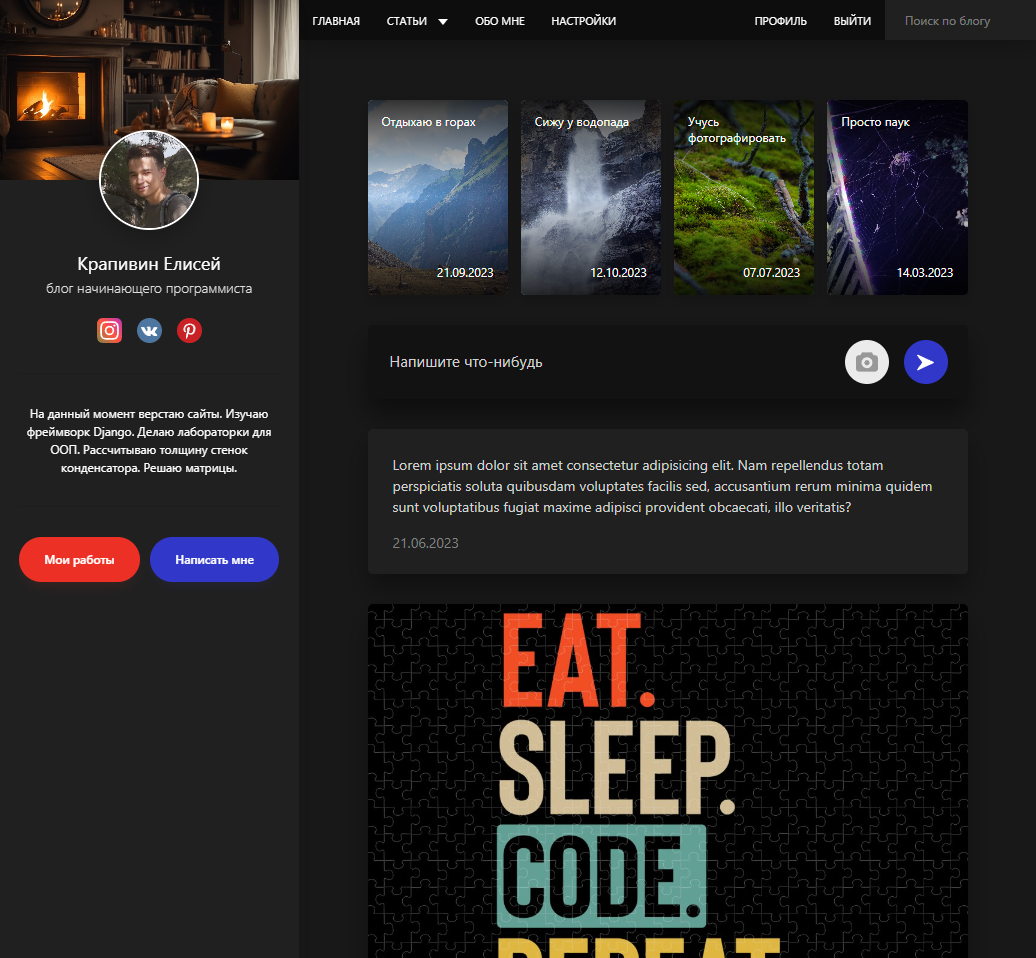 ГЛАВНАЯ СТАТЬИ ОБО МНЕ НАСТРОЙКИ ПРОФИЛЬ ВЫЙТИ Поиск по блогу
Крапивин Елисей
блог начинающего программиста
На данный момент верстаю сайты. Изучаю
фреймворк Django. Делаю лабораторки для
ООП. Рассчитываю толщину стенок
конденсатора. Решаю матрицы.
Мои работы Написать мне
Отдыхаю в горах
21.09.2023
Сижу у водопада
12.10.2023
Учусь
фотографировать
07.07.2023
Просто паук
14.03.2023
Напишите что-нибудь
Lorem ipsum dolor sit amet consectetur adipisicing elit. Nam repellendus totam
perspiciatis soluta quibusdam voluptates facilis sed, accusantium rerum minima quidem
sunt voluptatibus fugiat maxime adipisci provident obcaecati, illo veritatis?
21.06.2023
EAT.
SLEEP.
CODE.
REPEAT